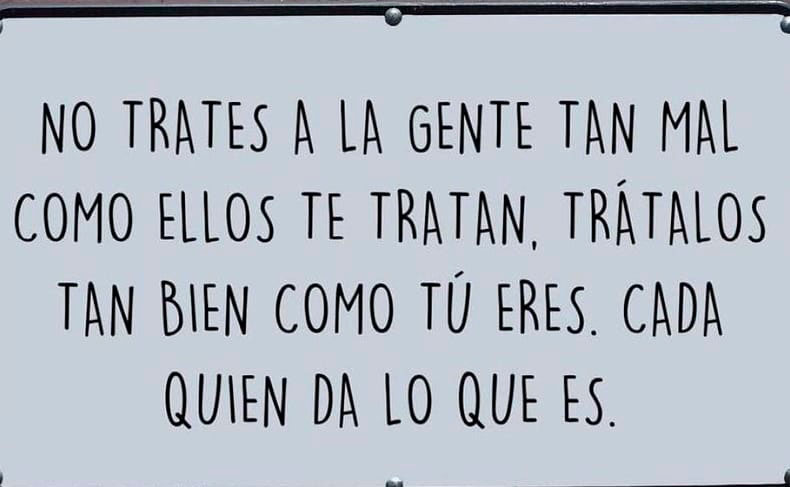 NO TRATES A LA GENTE TAN MAL
COMO ELLOS TE TRATAN, TRÁTALOS
TAN BIEN COMO TÚ ERES. CADA
QUIEN DA LO QUE ES.